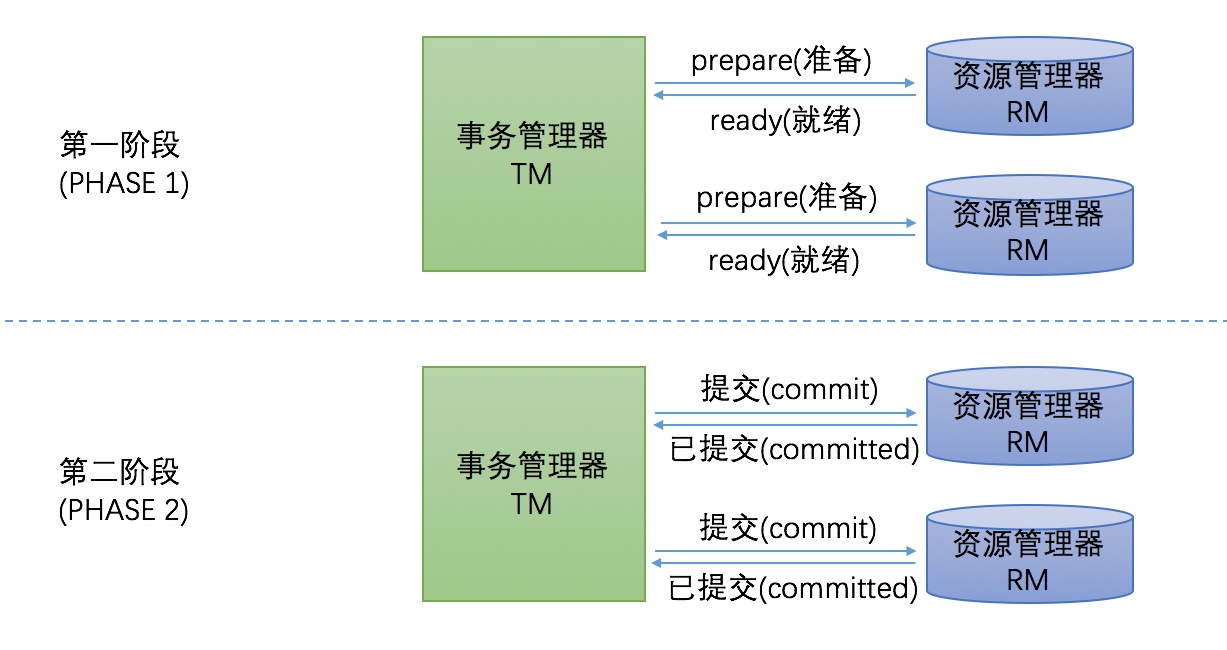 第一阶段
(PHASE 1)
事务管理器
TM
prepare(准备)
ready(就绪)
资源管理器
RM
prepare(准备)
ready(就绪)
资源管理器
RM
第二阶段
(PHASE 2)
事务管理器
TM
提交(commit)
已提交(committed)
资源管理器
RM
提交(commit)
已提交(committed)
资源管理器
RM